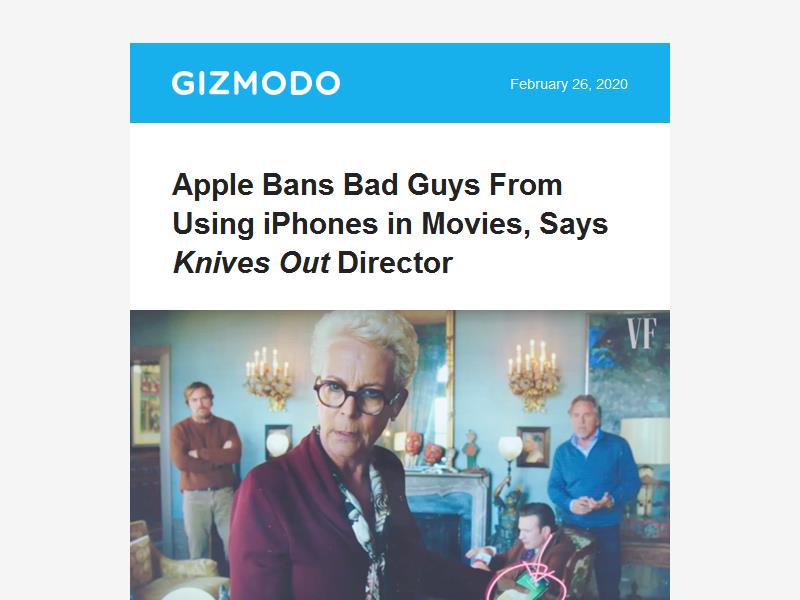 GIZMODO
February 26, 2020
Apple Bans Bad Guys From
Using iPhones in Movies, Says
Knives Out Director
VF